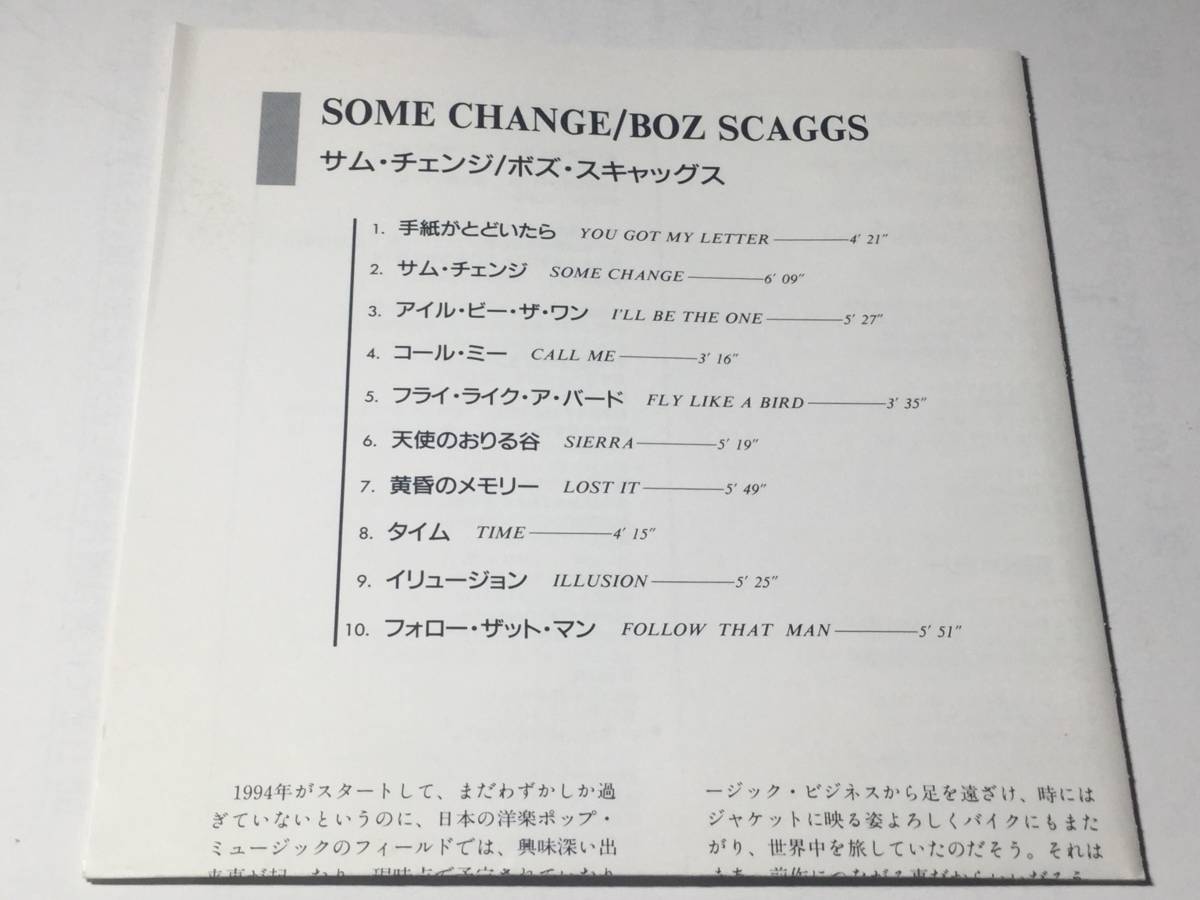 SOME CHANGE/BOZ SCAGGS
サム・チェンジ/ボズ・スキャッグス
1. 手紙がとどいたら YOU GOT MY LETTER 4′ 21″
2. サム・チェンジ SOME CHANGE 6′ 09″
3. アイル・ビー・ザ・ワン I'LL BE THE ONE 5′ 27″
4. コール・ミー CALL ME 3′ 16″
5. フライ・ライク・ア・バード FLY LIKE A BIRD 3′ 35″
6. 天使のおりる谷 SIERRA 5′ 19″
7. 黄昏のメモリー LOST IT 5′ 49″
8. タイム TIME 4′ 15″
9. イリュージョン ILLUSION 5′ 25″
10. フォロー・ザット・マン FOLLOW THAT MAN 5′ 51″
1994年がスタートして、まだわずかしか過
ぎていないというのに、日本の洋楽ポップ・
ミュージックのフィールドでは、興味深い出
ージック・ビジネスから足を遠ざけ、時には
ジャケットに映る姿よろしくバイクにもまた
がり、世界中を旅していたのだそう。それは